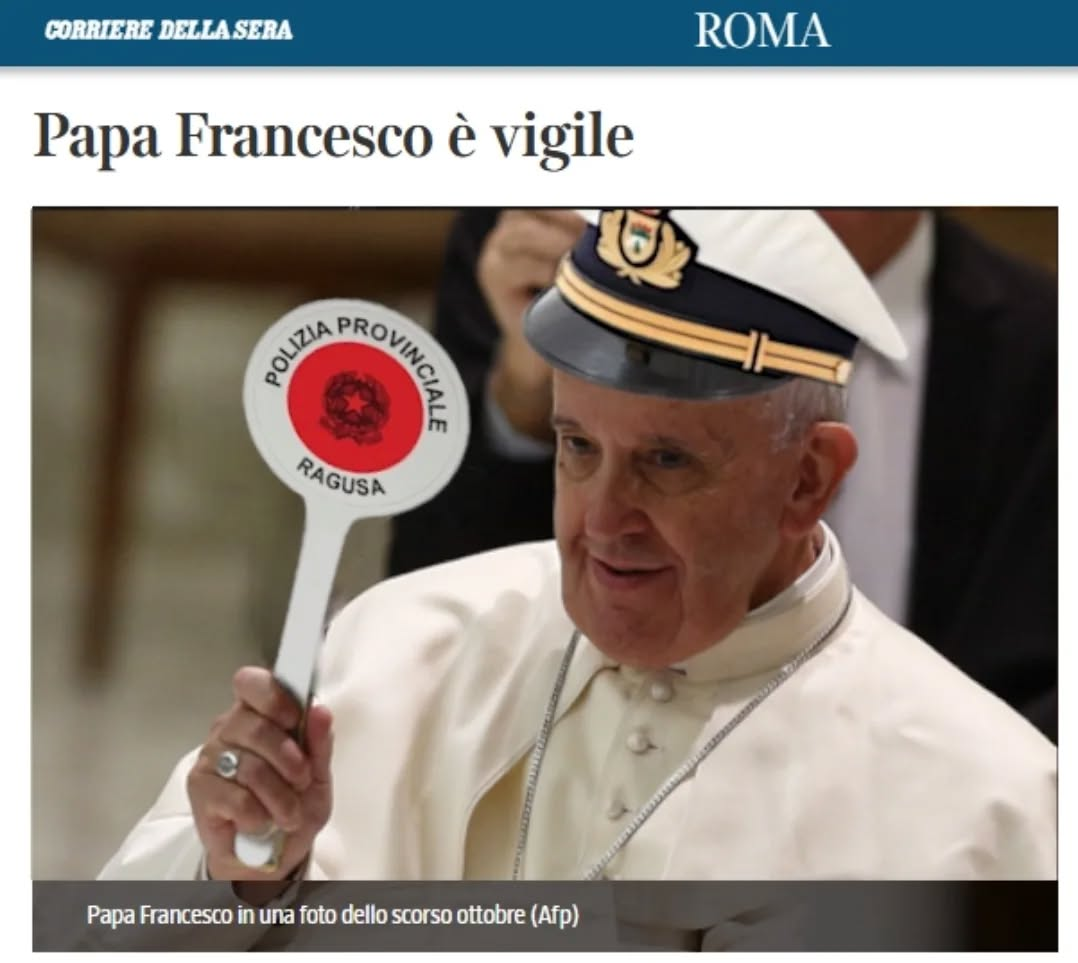 CORRIERE DELLA SERA
ROMA
Papa Francesco è vigile
POLIZIA PROVINCIALE
RAGUSA
Papa Francesco in una foto dello scorso ottobre (Afp)